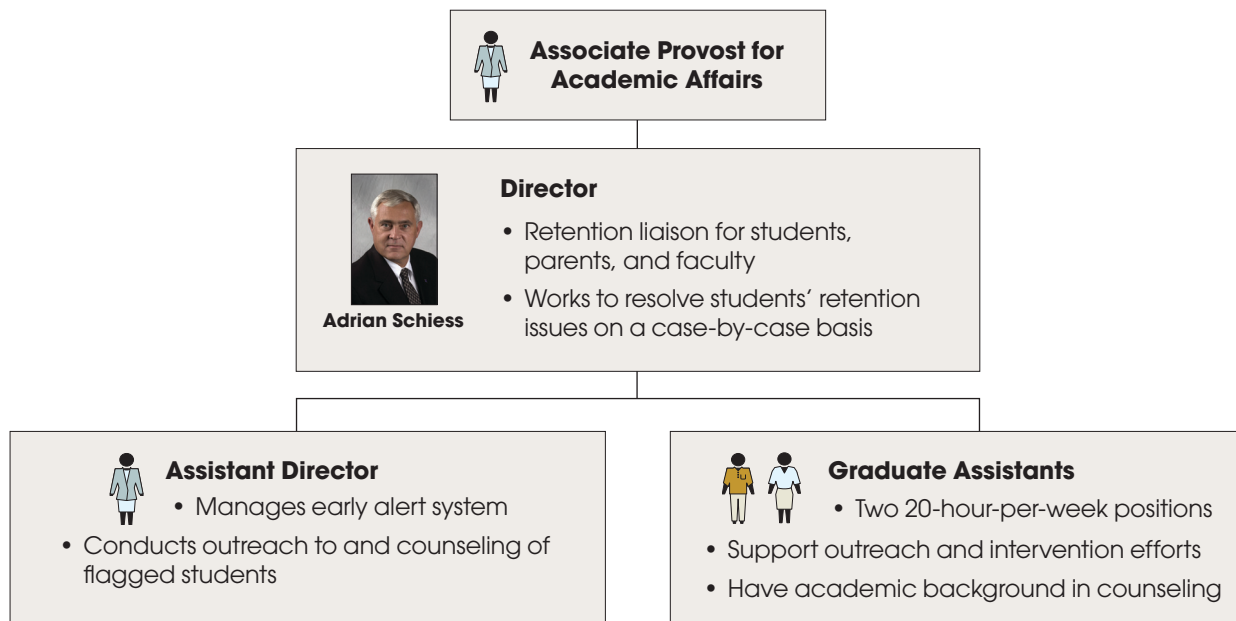 Associate Provost for
Academic Affairs
Director
• Retention liaison for students,
parents, and faculty
• Works to resolve students’ retention
issues on a case-by-case basis
Adrian Schiess
Assistant Director
• Manages early alert system
• Conducts outreach to and counseling of
flagged students
Graduate Assistants
• Two 20-hour-per-week positions
• Support outreach and intervention efforts
• Have academic background in counseling